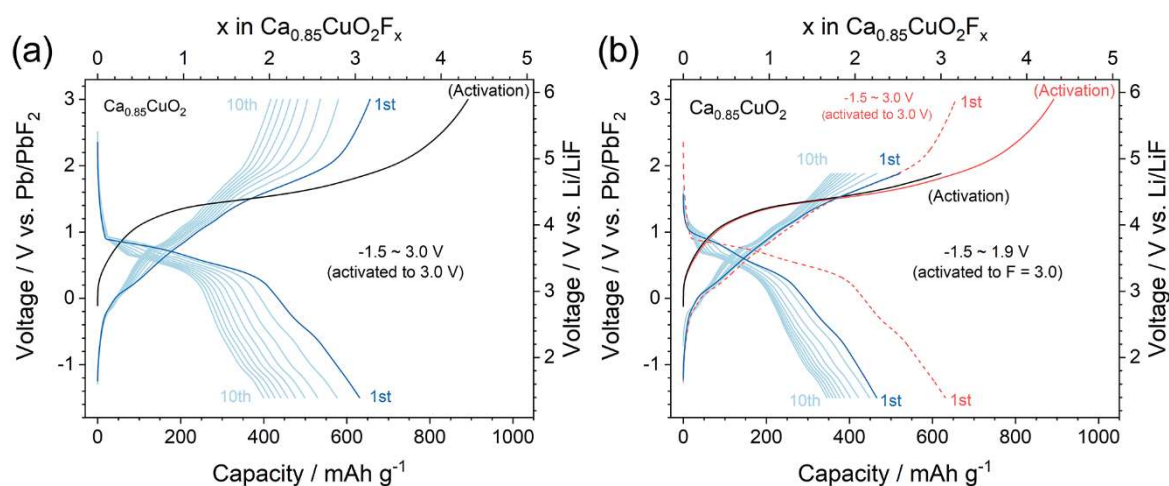 (a)
x in Ca0.85CuO2Fx
0 1 2 3 4 5
Ca0.85CuO2
10th
1st
(Activation)
-1.5 ~ 3.0 V
(activated to 3.0 V)
10th
1st
3
2
1
0
-1
Voltage / V vs. Pb/PbF2
6
5
4
3
2
Voltage / V vs. Li/LiF
0 200 400 600 800 1000
Capacity / mAh g-1
(b)
x in Ca0.85CuO2Fx
0 1 2 3 4 5
Ca0.85CuO2
-1.5 ~ 3.0 V
(activated to 3.0 V)
1st
(Activation)
10th
1st
(Activation)
-1.5 ~ 1.9 V
(activated to F = 3.0)
10th
1st
1st
3
2
1
0
-1
Voltage / V vs. Pb/PbF2
6
5
4
3
2
Voltage / V vs. Li/LiF
0 200 400 600 800 1000
Capacity / mAh g-1